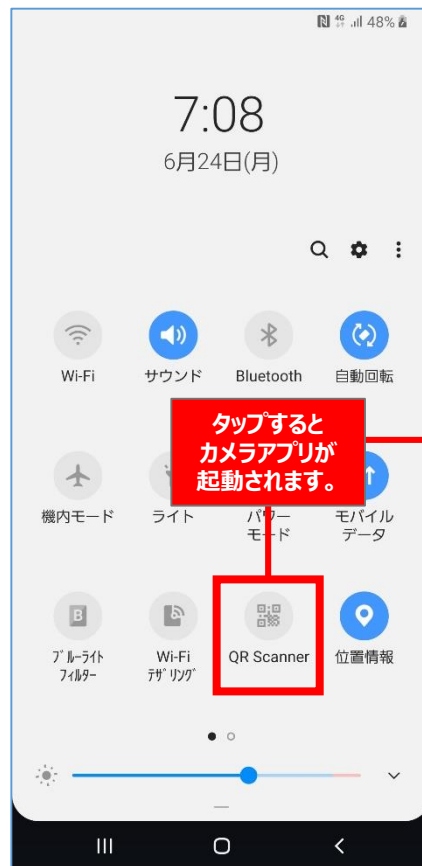 4G 48%
7:08
6月24日(月)
Wi-Fi サウンド Bluetooth 自動回転
タップすると
カメラアプリが
起動されます。
機内モード ライト パワー モバイル
モード データ
B
ﾌﾞﾙｰﾗｲﾄ Wi-Fi QR Scanner 位置情報
ﾌｨﾙﾀｰ ﾃｻﾞﾘﾝｸﾞ